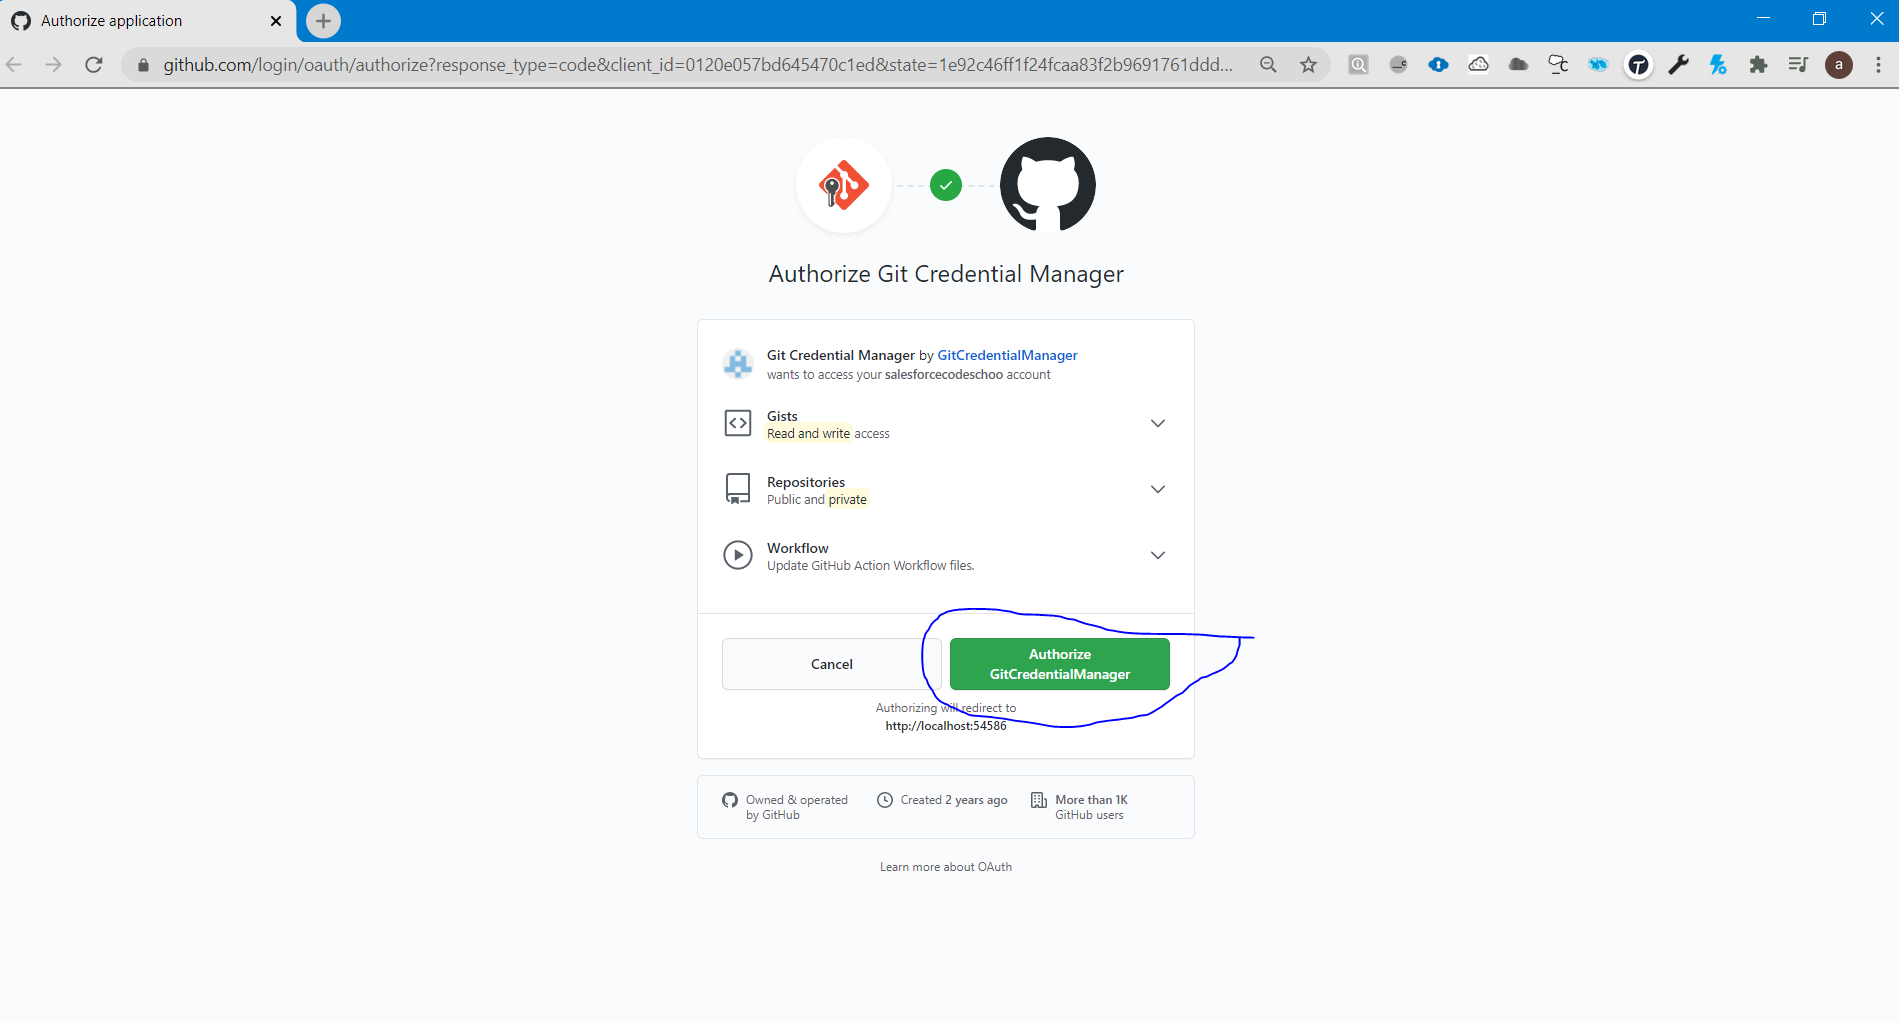 Authorize application
github.com/login/oauth/authorize?response_type=code&client_id=0120e057bd645470c1ed&state=1e92c46ff1f24fcaa83f2b9691761ddd...
a
Authorize Git Credential Manager
Git Credential Manager by GitCredentialManager
wants to access your salesforcecodeschoo account
Gists
Read and write access
Repositories
Public and private
Workflow
Update GitHub Action Workflow files.
Cancel
Authorize
GitCredentialManager
Authorizing will redirect to
http://localhost:54586
Owned & operated
by GitHub
Created 2 years ago
More than 1K
GitHub users
Learn more about OAuth